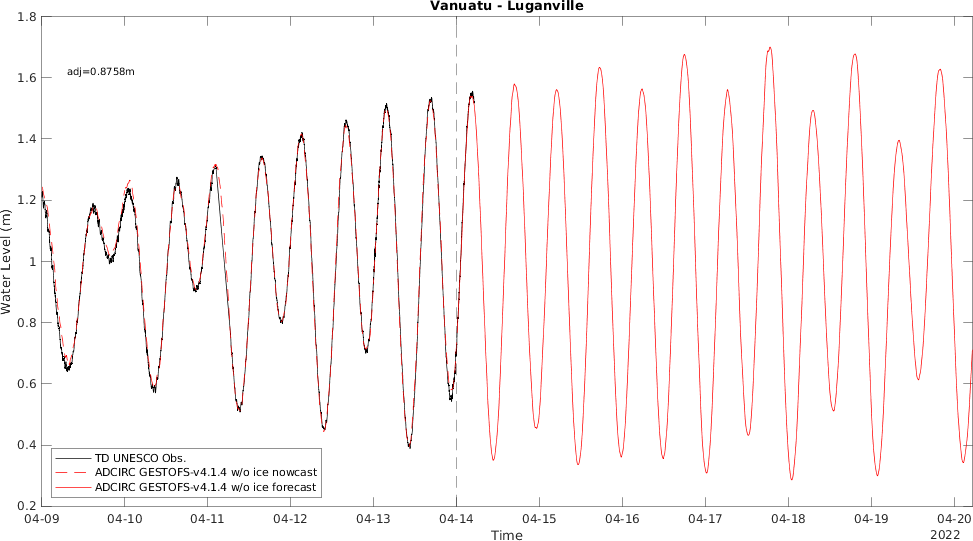 Vanuatu - Luganville
adj=0.8758m
1.8
1.6
1.4
1.2
1
0.8
0.6
0.4
0.2
Water Level (m)
TD UNESCO Obs.
ADCIRC GESTOFS-v4.1.4 w/o ice nowcast
ADCIRC GESTOFS-v4.1.4 w/o ice forecast
04-09 04-10 04-11 04-12 04-13 04-14 04-15 04-16 04-17 04-18 04-19 04-20
Time
2022